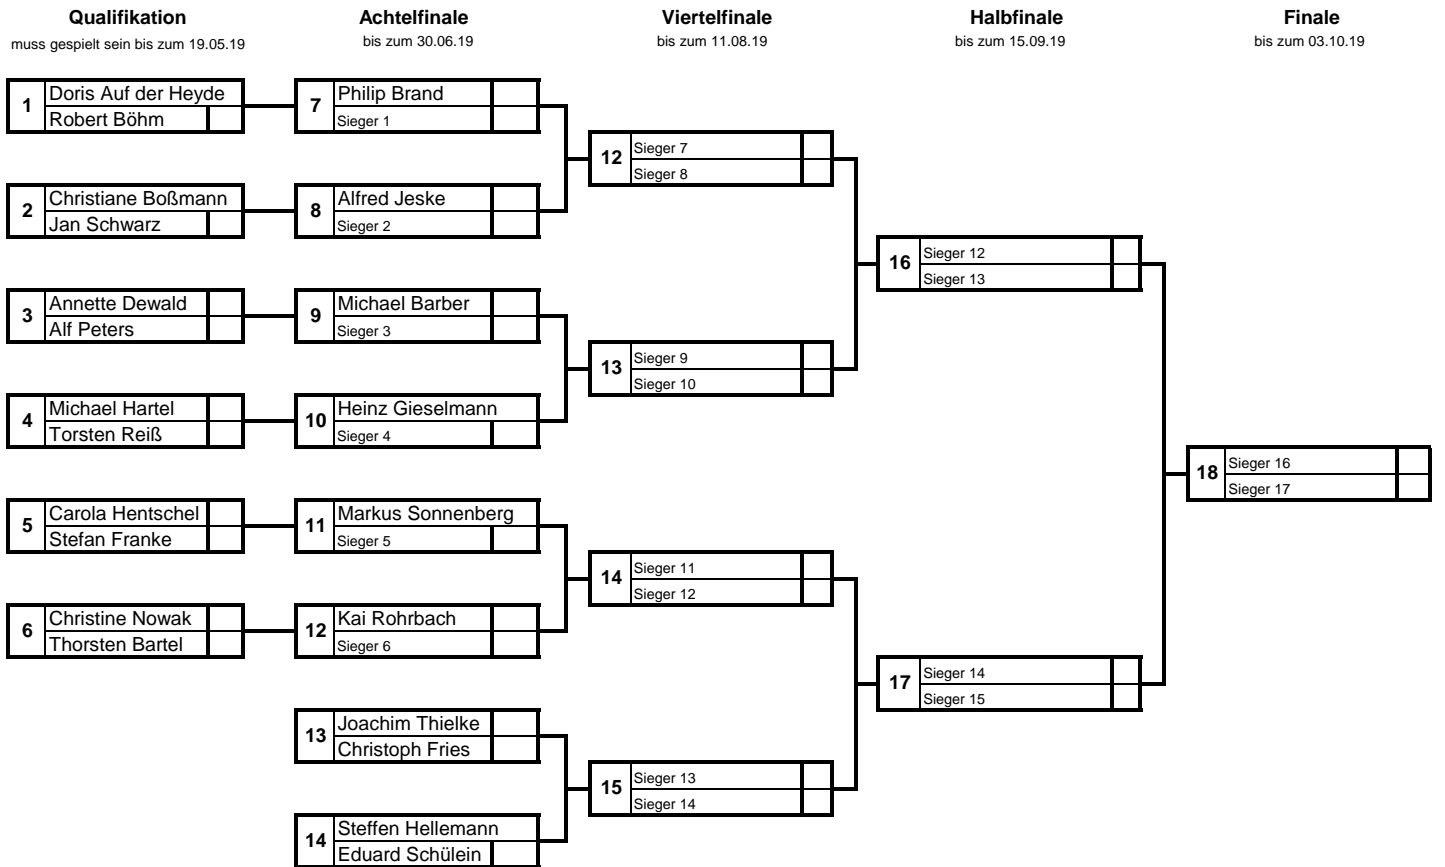 Qualifikation
muss gespielt sein bis zum 19.05.19
Achtelfinale
bis zum 30.06.19
Viertelfinale
bis zum 11.08.19
Halbfinale
bis zum 15.09.19
Finale
bis zum 03.10.19
1
Doris Auf der Heyde
Robert Böhm
2
Christiane Boßmann
Jan Schwarz
3
Annette Dewald
Alf Peters
4
Michael Hartel
Torsten Reiß
5
Carola Hentschel
Stefan Franke
6
Christine Nowak
Thorsten Bartel
7
Philip Brand
Sieger 1
8
Alfred Jeske
Sieger 2
9
Michael Barber
Sieger 3
10
Heinz Gieselmann
Sieger 4
11
Markus Sonnenberg
Sieger 5
12
Kai Rohrbach
Sieger 6
13
Joachim Thielke
Christoph Fries
14
Steffen Hellemann
Eduard Schülein
12
Sieger 7
Sieger 8
13
Sieger 9
Sieger 10
14
Sieger 11
Sieger 12
15
Sieger 13
Sieger 14
16
Sieger 12
Sieger 13
17
Sieger 14
Sieger 15
18
Sieger 16
Sieger 17